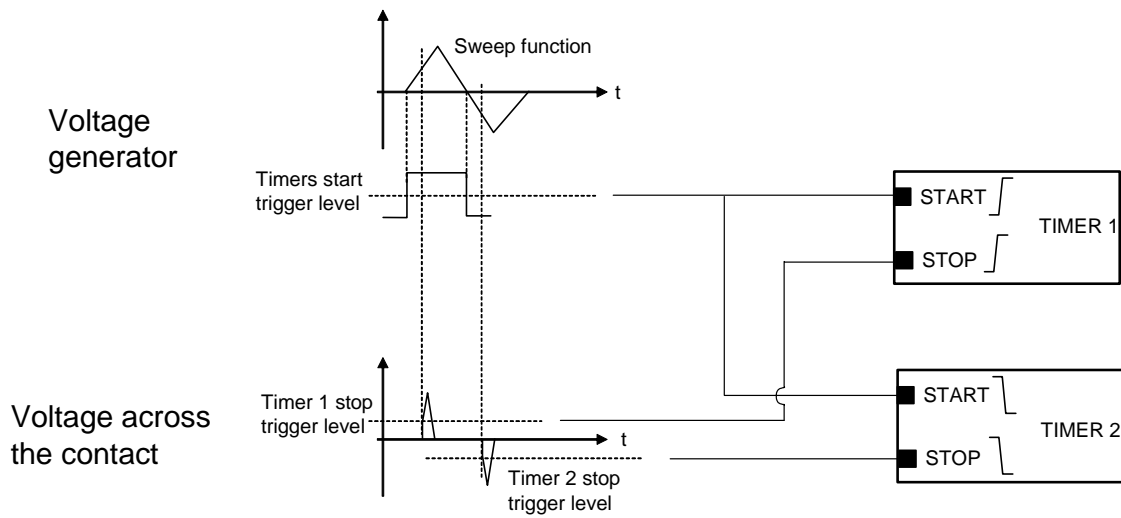 Sweep function
t
Voltage
generator
Timers start
trigger level
START
TIMER 1
STOP
Voltage across
the contact
Timer 1 stop
trigger level
t
Timer 2 stop
trigger level
START
TIMER 2
STOP